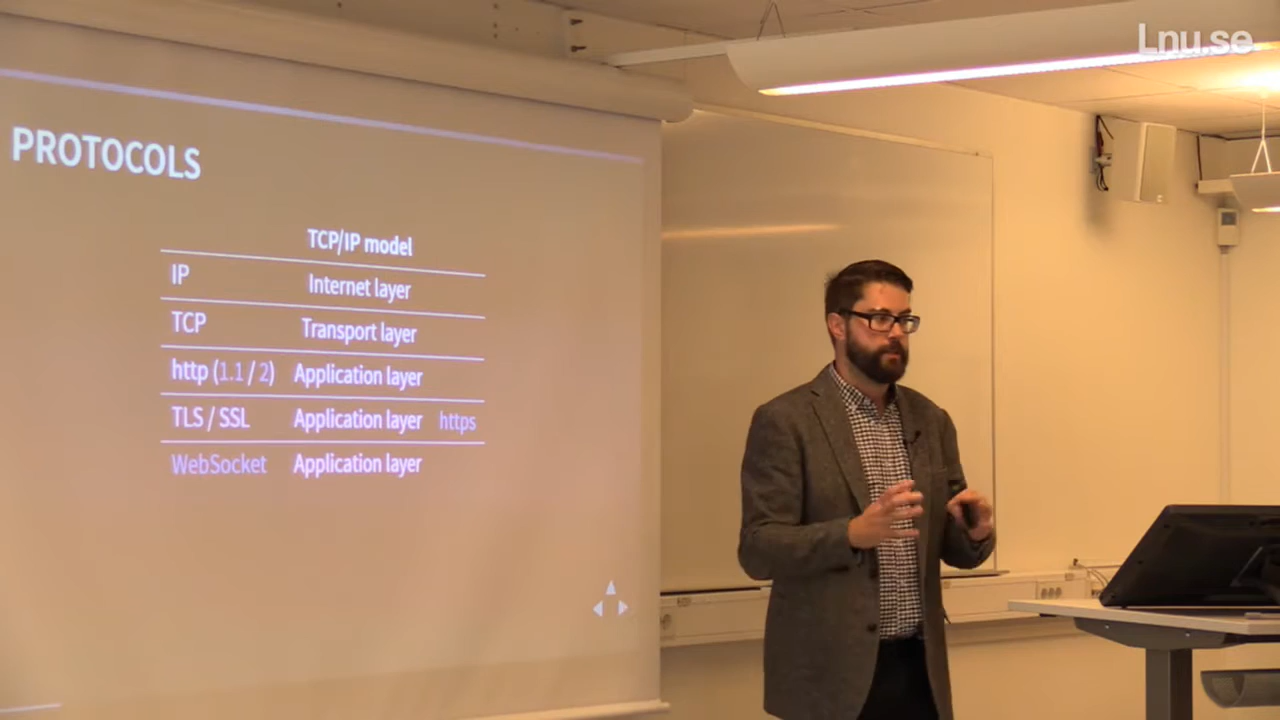 Lnu.se
PROTOCOLS
TCP/IP model
IP Internet layer
TCP Transport layer
http (1.1 / 2) Application layer
TLS / SSL Application layer https
WebSocket Application layer